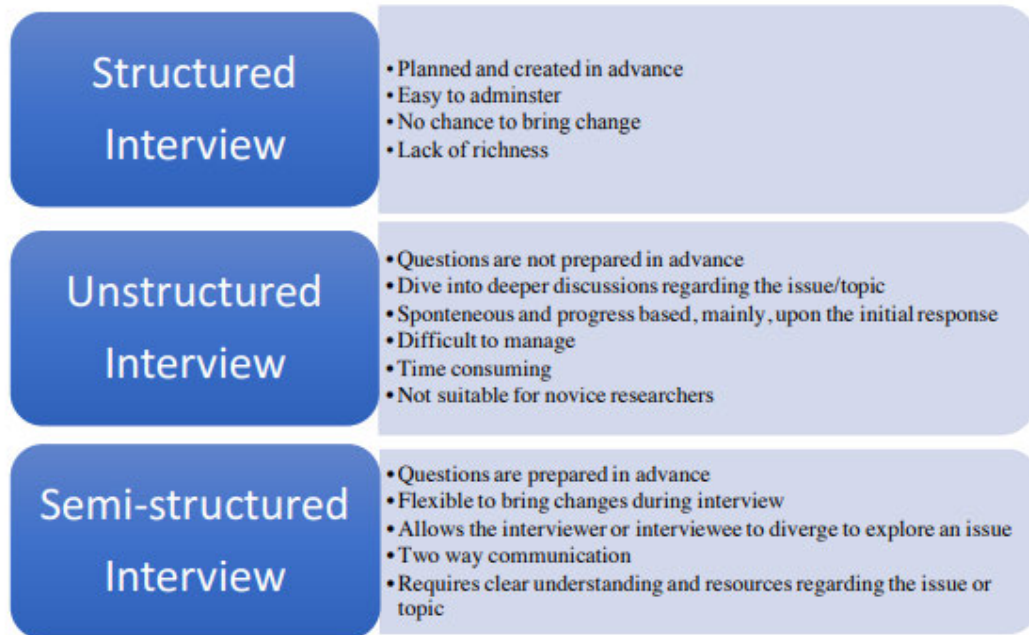 Structured
Interview
•Planned and created in advance
•Easy to adminster
•No chance to bring change
•Lack of richness
Unstructured
Interview
•Questions are not prepared in advance
•Dive into deeper discussions regarding the issue/topic
•Sponteneous and progress based, mainly, upon the initial response
•Difficult to manage
•Time consuming
•Not suitable for novice researchers
Semi-structured
Interview
•Questions are prepared in advance
•Flexible to bring changes during interview
•Allows the interviewer or interviewee to diverge to explore an issue
•Two way communication
•Requires clear understanding and resources regarding the issue or
topic